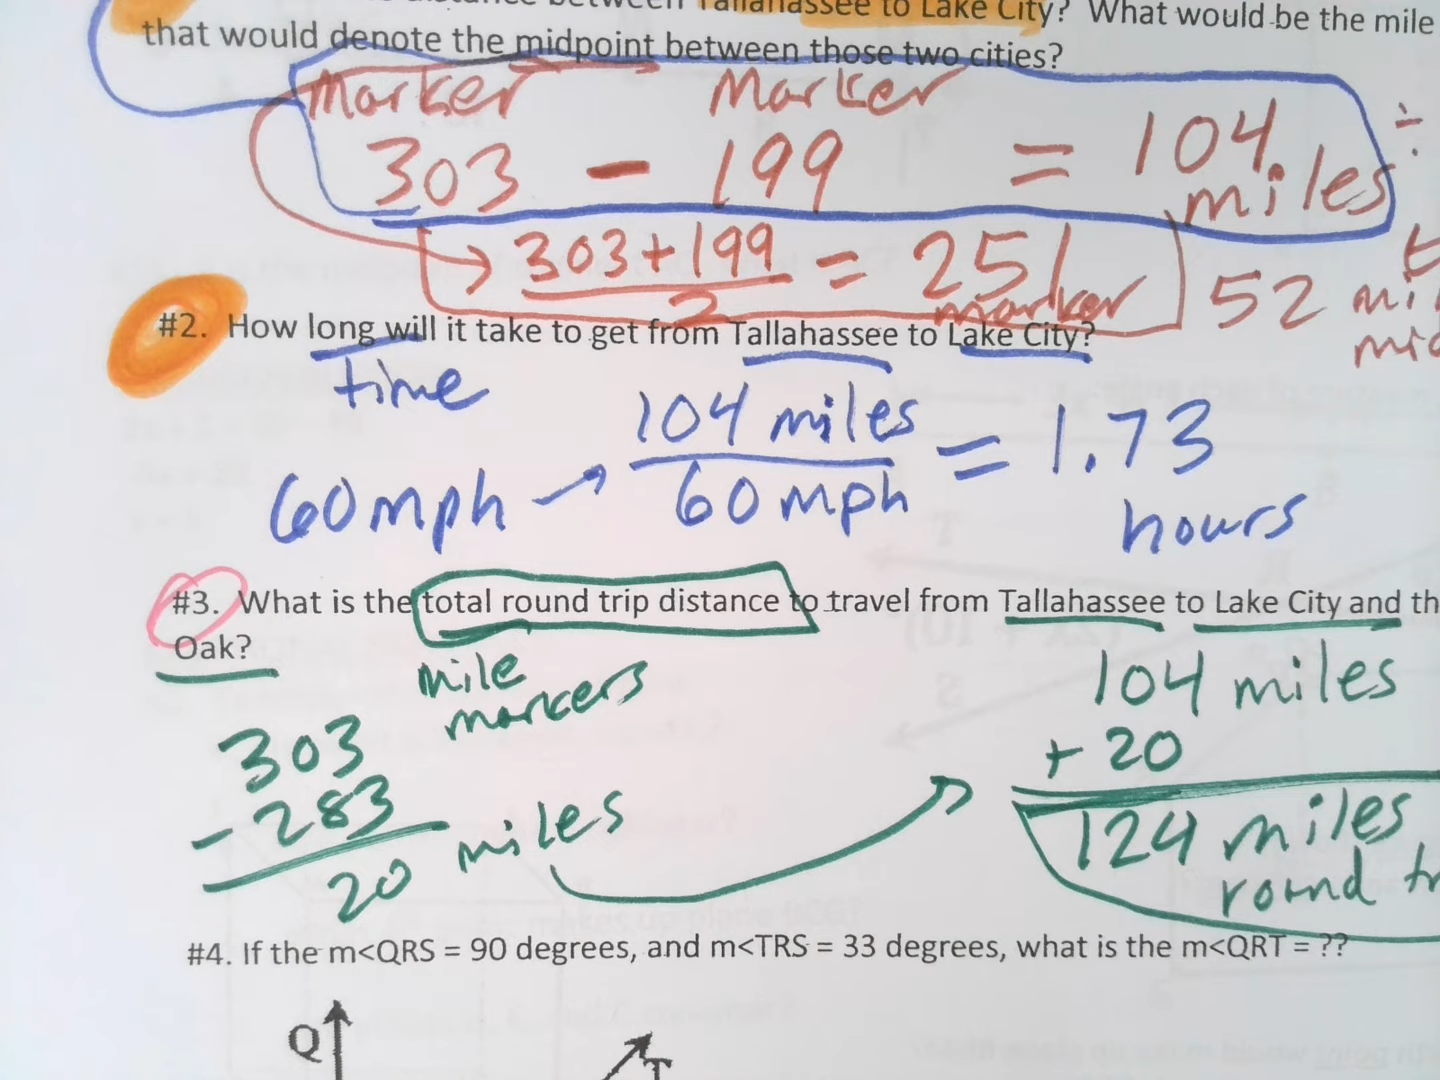 Tallahassee to Lake City? What would be the mile
that would denote the midpoint between those two cities?
Marker Marker
303 - 199 = 104 miles ÷
303+199 / 2 = 251 marker
52
#2. How long will it take to get from Tallahassee to Lake City?
time
60mph → 104 miles / 60 mph = 1.73 hours
#3. What is the total round trip distance to travel from Tallahassee to Lake City and
Oak?
mile markers
303
- 283
20 miles
104 miles
+ 20
124 miles
round
#4. If the m<QRS = 90 degrees, and m<TRS = 33 degrees, what is the m<QRT = ??
Q
T